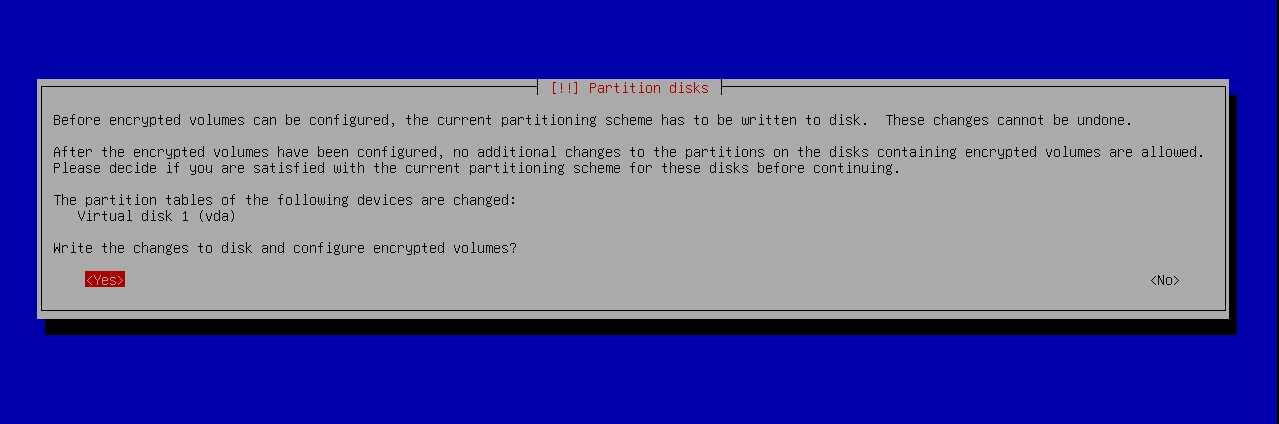 [!!] Partition disks
Before encrypted volumes can be configured, the current partitioning scheme has to be written to disk.  These changes cannot be undone.
After the encrypted volumes have been configured, no additional changes to the partitions on the disks containing encrypted volumes are allowed.
Please decide if you are satisfied with the current partitioning scheme for these disks before continuing.
The partition tables of the following devices are changed:
Virtual disk 1 (vda)
Write the changes to disk and configure encrypted volumes?
<Yes> <No>